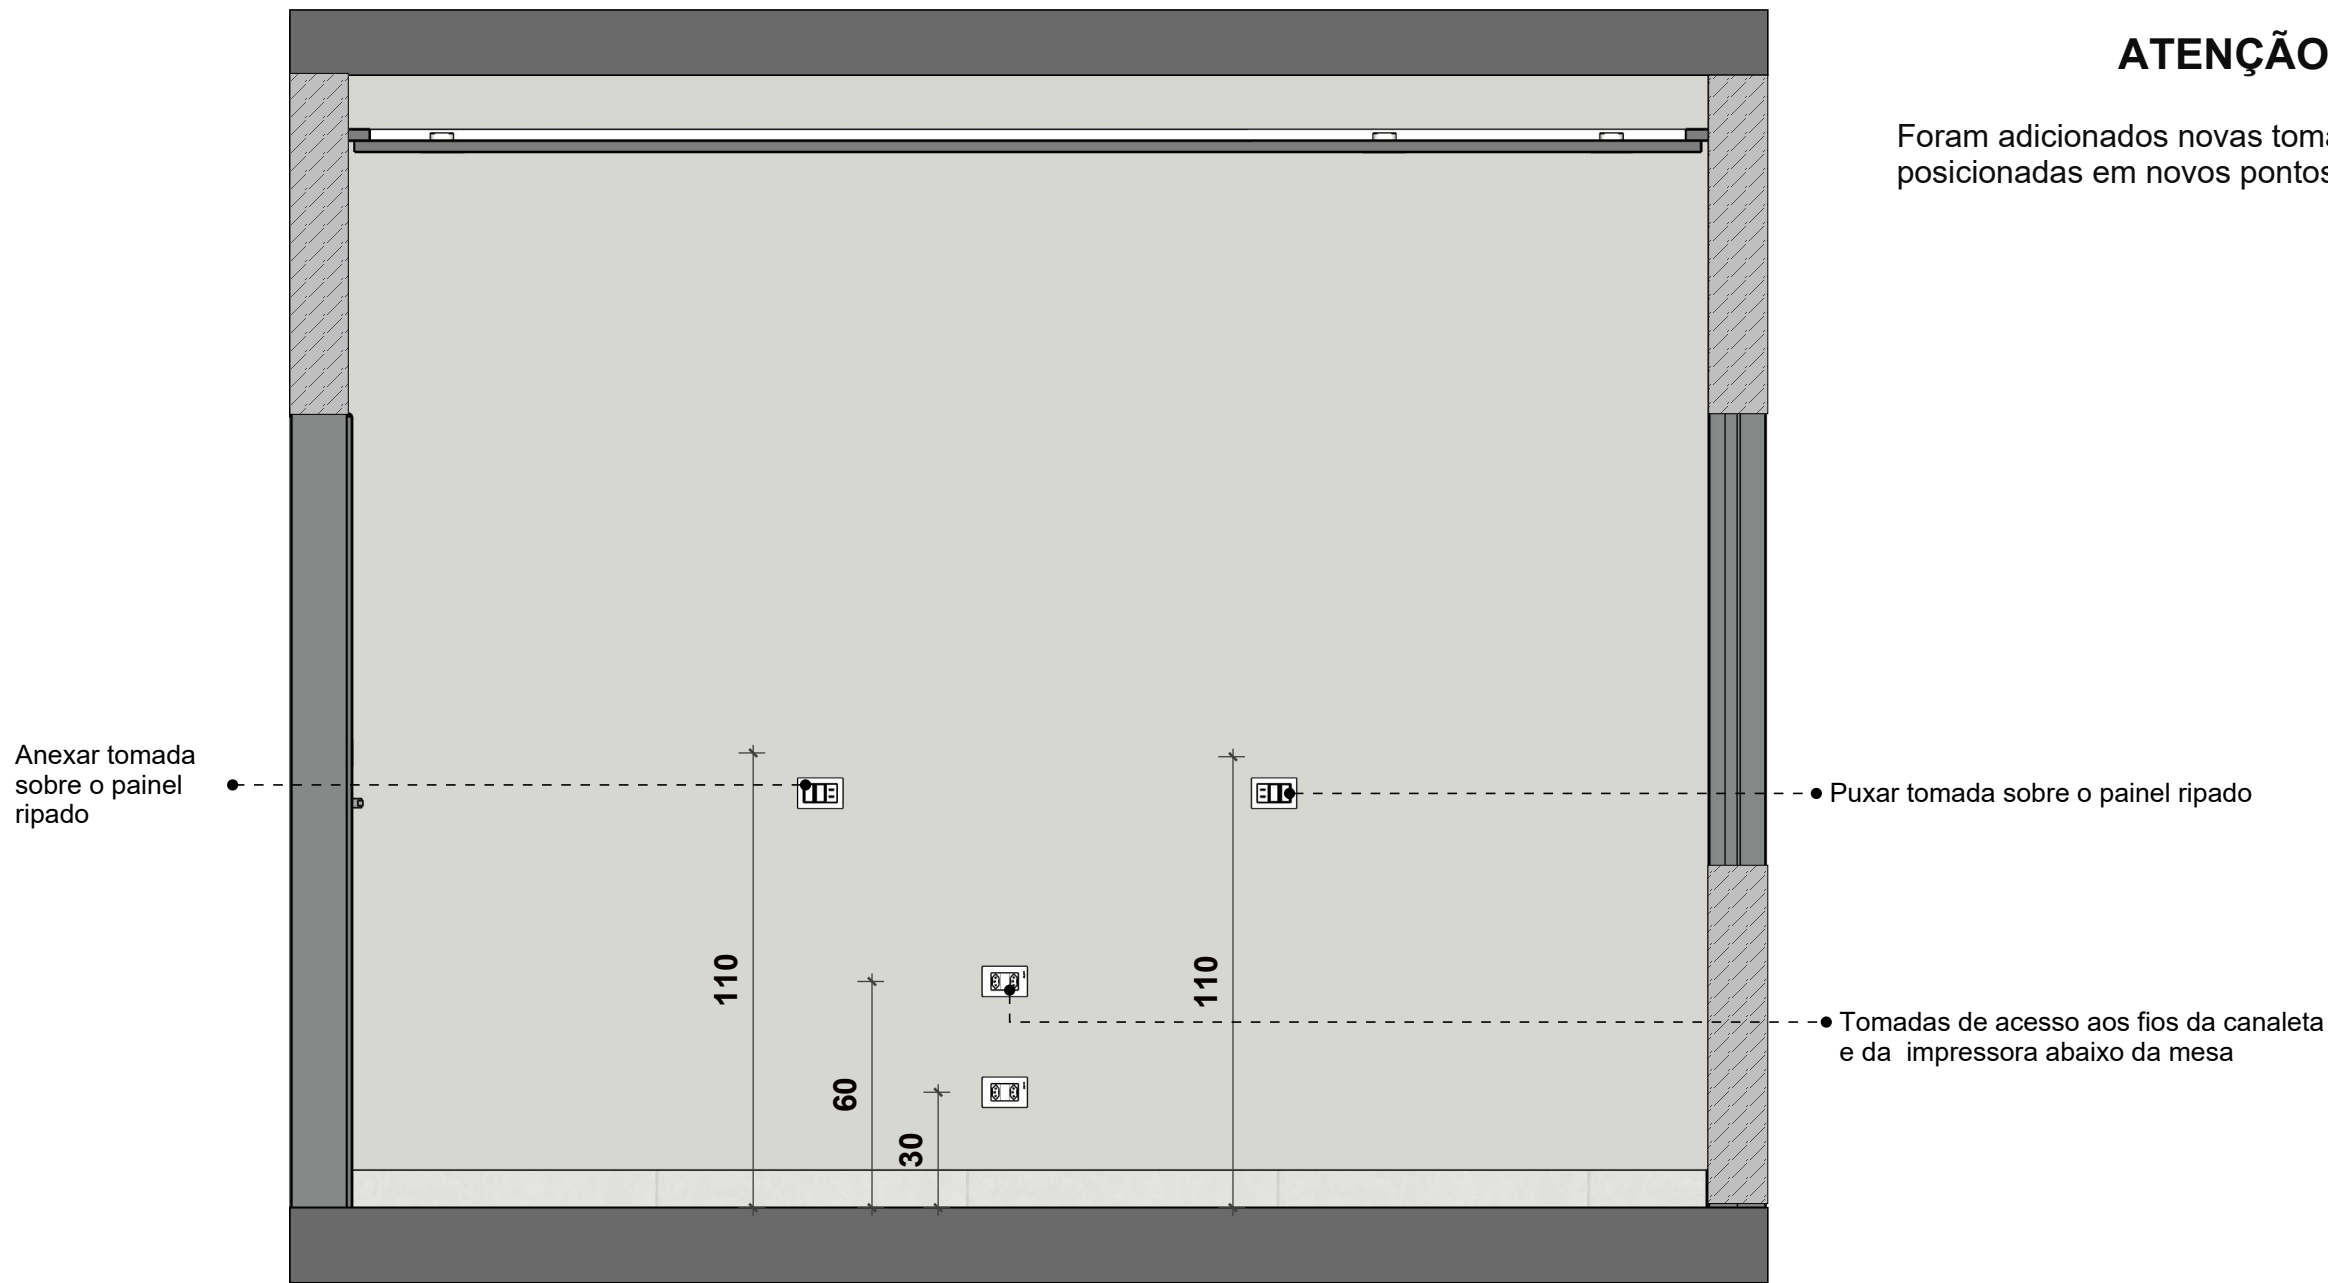 ATENÇÃO
Foram adicionados novas
posicionadas em novos pontos
Anexar tomada
sobre o painel
ripado
Puxar tomada sobre o painel ripado
110
110
60
30
Tomadas de acesso aos fios da canaleta
e da impressora abaixo da mesa